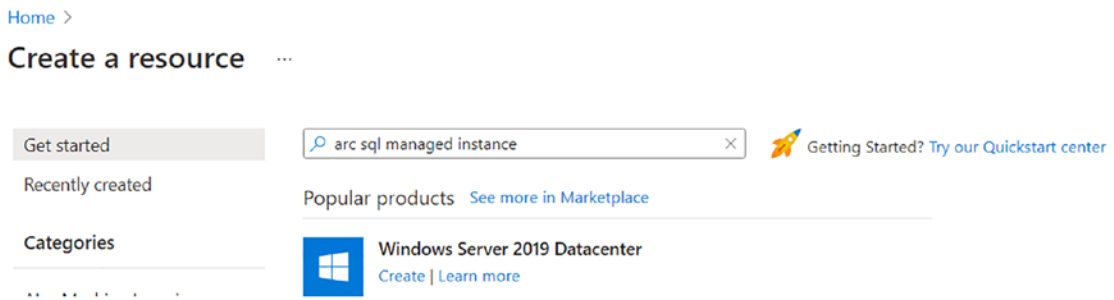 Home >
Create a resource ...
Get started
Recently created
Categories
arc sql managed instance
Getting Started? Try our Quickstart center
Popular products See more in Marketplace
Windows Server 2019 Datacenter
Create | Learn more